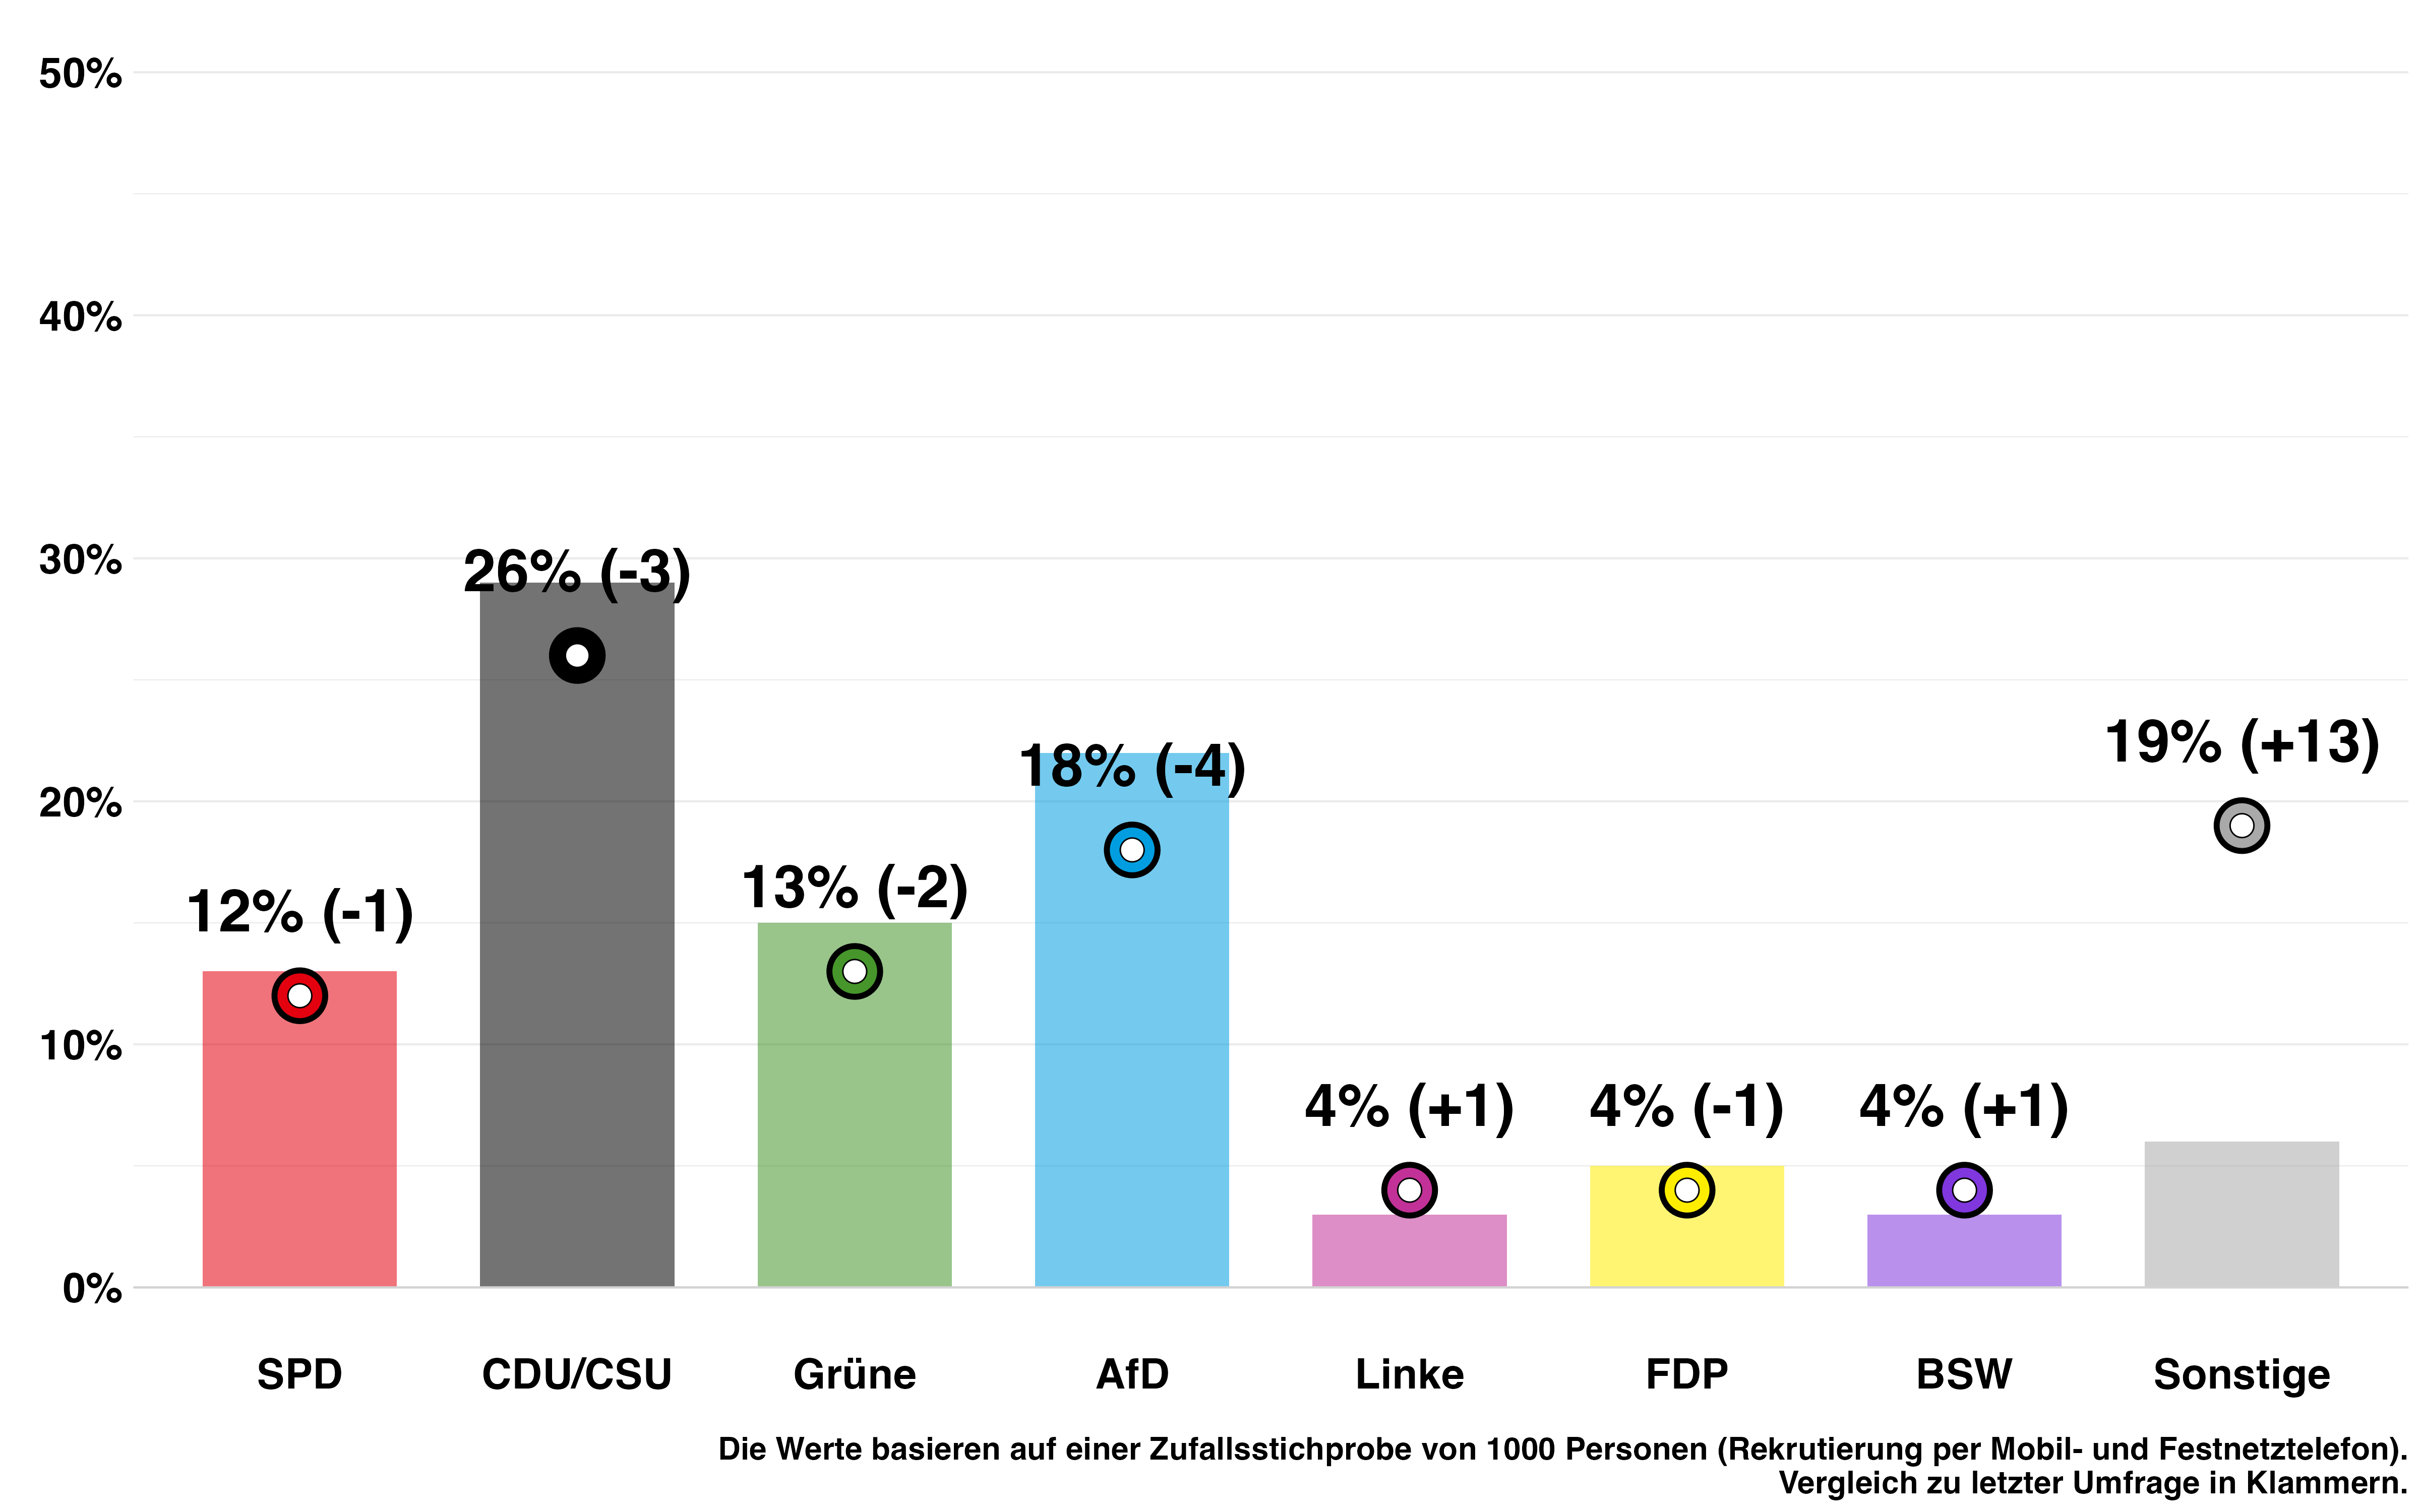 50%
40%
30%
20%
10%
0%
12% (-1)
26% (-3)
13% (-2)
18% (-4)
4% (+1)
4% (-1)
4% (+1)
19% (+13)
SPD
CDU/CSU
Grüne
AfD
Linke
FDP
BSW
Sonstige
Die Werte basieren auf einer Zufallsstichprobe von 1000 Personen (Rekrutierung per Mobil- und Festnetztelefon).
Vergleich zu letzter Umfrage in Klammern.